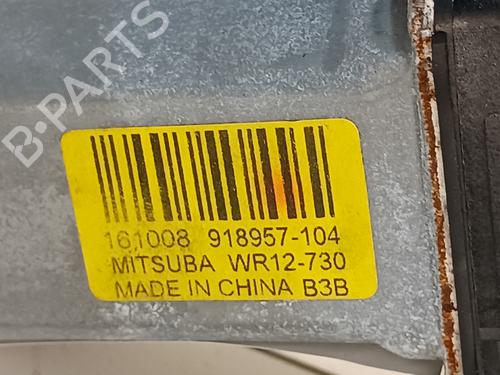 B-PARTS
161008 918957-104
MITSUBA WR12-730
MADE IN CHINA B3B